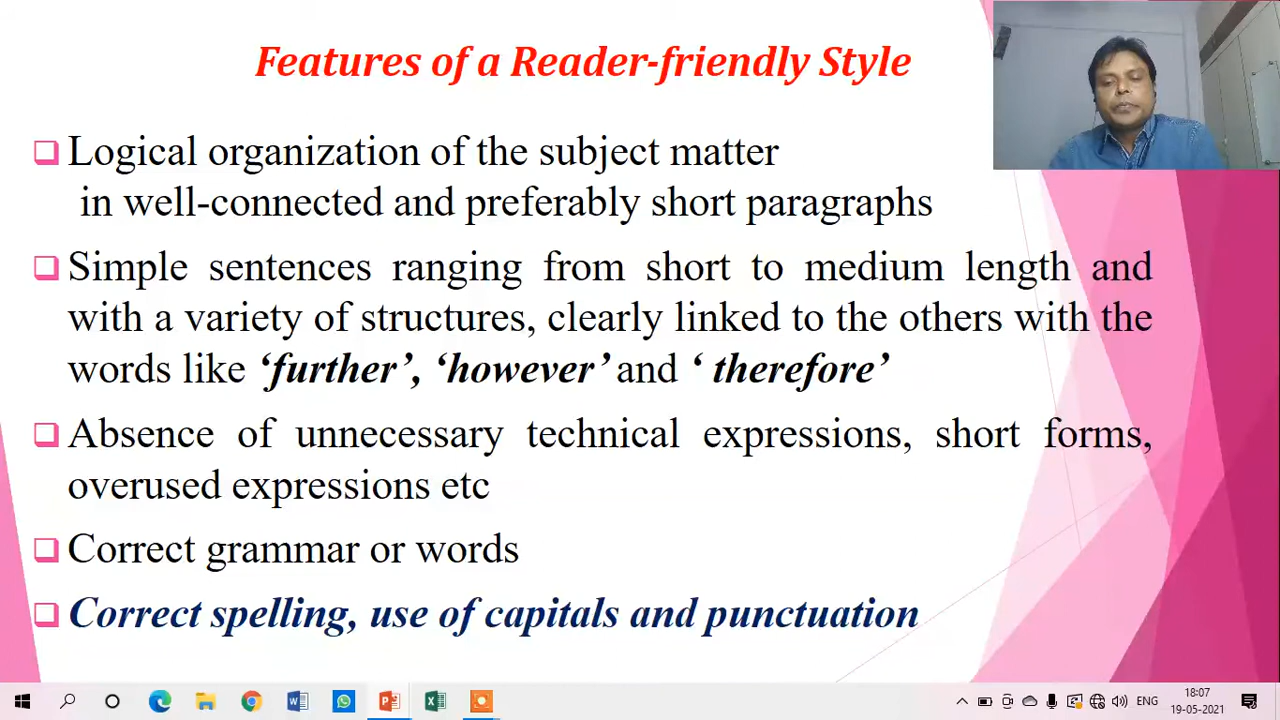 Features of a Reader-friendly Style
Logical organization of the subject matter
in well-connected and preferably short paragraphs
Simple sentences ranging from short to medium length and
with a variety of structures, clearly linked to the others with the
words like ‘further’, ‘however’ and ‘ therefore’
Absence of unnecessary technical expressions, short forms,
overused expressions etc
Correct grammar or words
Correct spelling, use of capitals and punctuation
ENG
18:07
19-05-2021